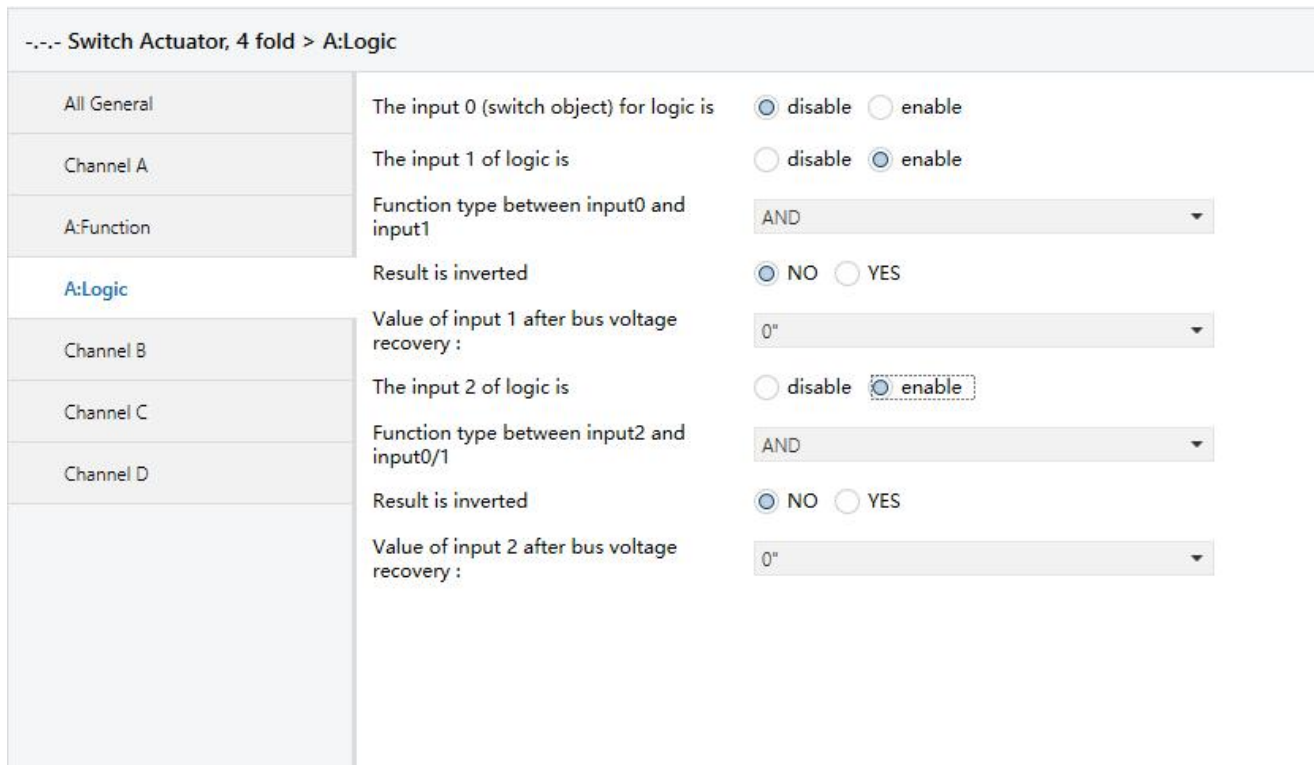 -.-.- Switch Actuator, 4 fold > A:Logic
All General
Channel A
A:Function
A:Logic
Channel B
Channel C
Channel D
The input 0 (switch object) for logic is disable enable
The input 1 of logic is disable enable
Function type between input0 and
input1
AND
Result is inverted NO YES
Value of input 1 after bus voltage
recovery :
0"
The input 2 of logic is disable enable
Function type between input2 and
input0/1
AND
Result is inverted NO YES
Value of input 2 after bus voltage
recovery :
0"